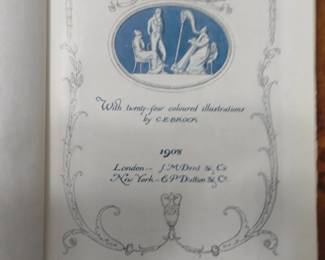 With twenty-four coloured illustrations
by C. E. BROCK
1908
London— J. M. Dent & Co
New York— E. P. Dutton & Co